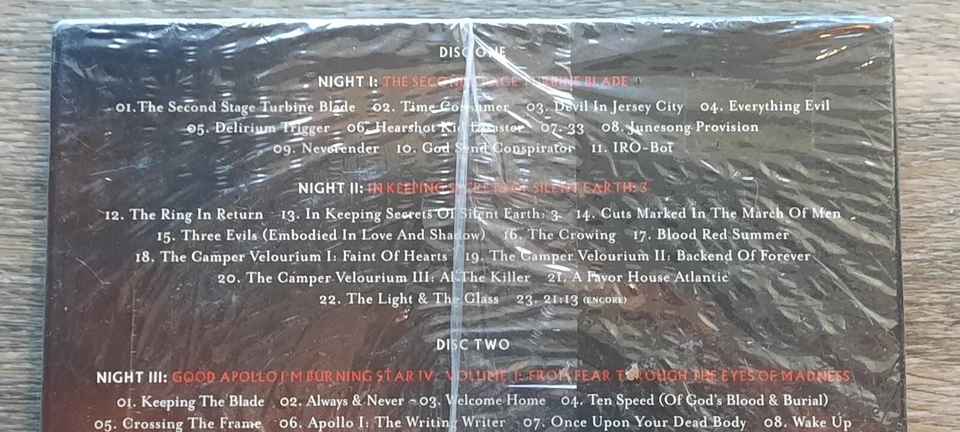 DISC ONE
NIGHT I: THE SECOND STAGE TURBINE BLADE
01.The Second Stage Turbine Blade 02. Time Consumer 03. Devil In Jersey City 04. Everything Evil
05. Delirium Trigger 06. Hearshot Kid Disaster 07. 33 08. Junesong Provision
09. Neverender 10. God Send Conspirator 11. IRO-Bot
NIGHT II: IN KEEPING SECRETS OF SILENT EARTH: 3
12. The Ring In Return 13. In Keeping Secrets Of Silent Earth: 3 14. Cuts Marked In The March Of Men
15. Three Evils (Embodied In Love And Shadow) 16. The Crowing 17. Blood Red Summer
18. The Camper Velourium I: Faint Of Hearts 19. The Camper Velourium II: Backend Of Forever
20. The Camper Velourium III: Al The Killer 21. A Favor House Atlantic
22. The Light & The Glass 23. 21:13 (ENCORE)
DISC TWO
NIGHT III: GOOD APOLLO I'M BURNING STAR IV, VOLUME I: FROM FEAR THROUGH THE EYES OF MADNESS
01. Keeping The Blade 02. Always & Never 03. Welcome Home 04. Ten Speed (Of God's Blood & Burial)
05. Crossing The Frame 06. Apollo I: The Writing Writer 07. Once Upon Your Dead Body 08. Wake Up